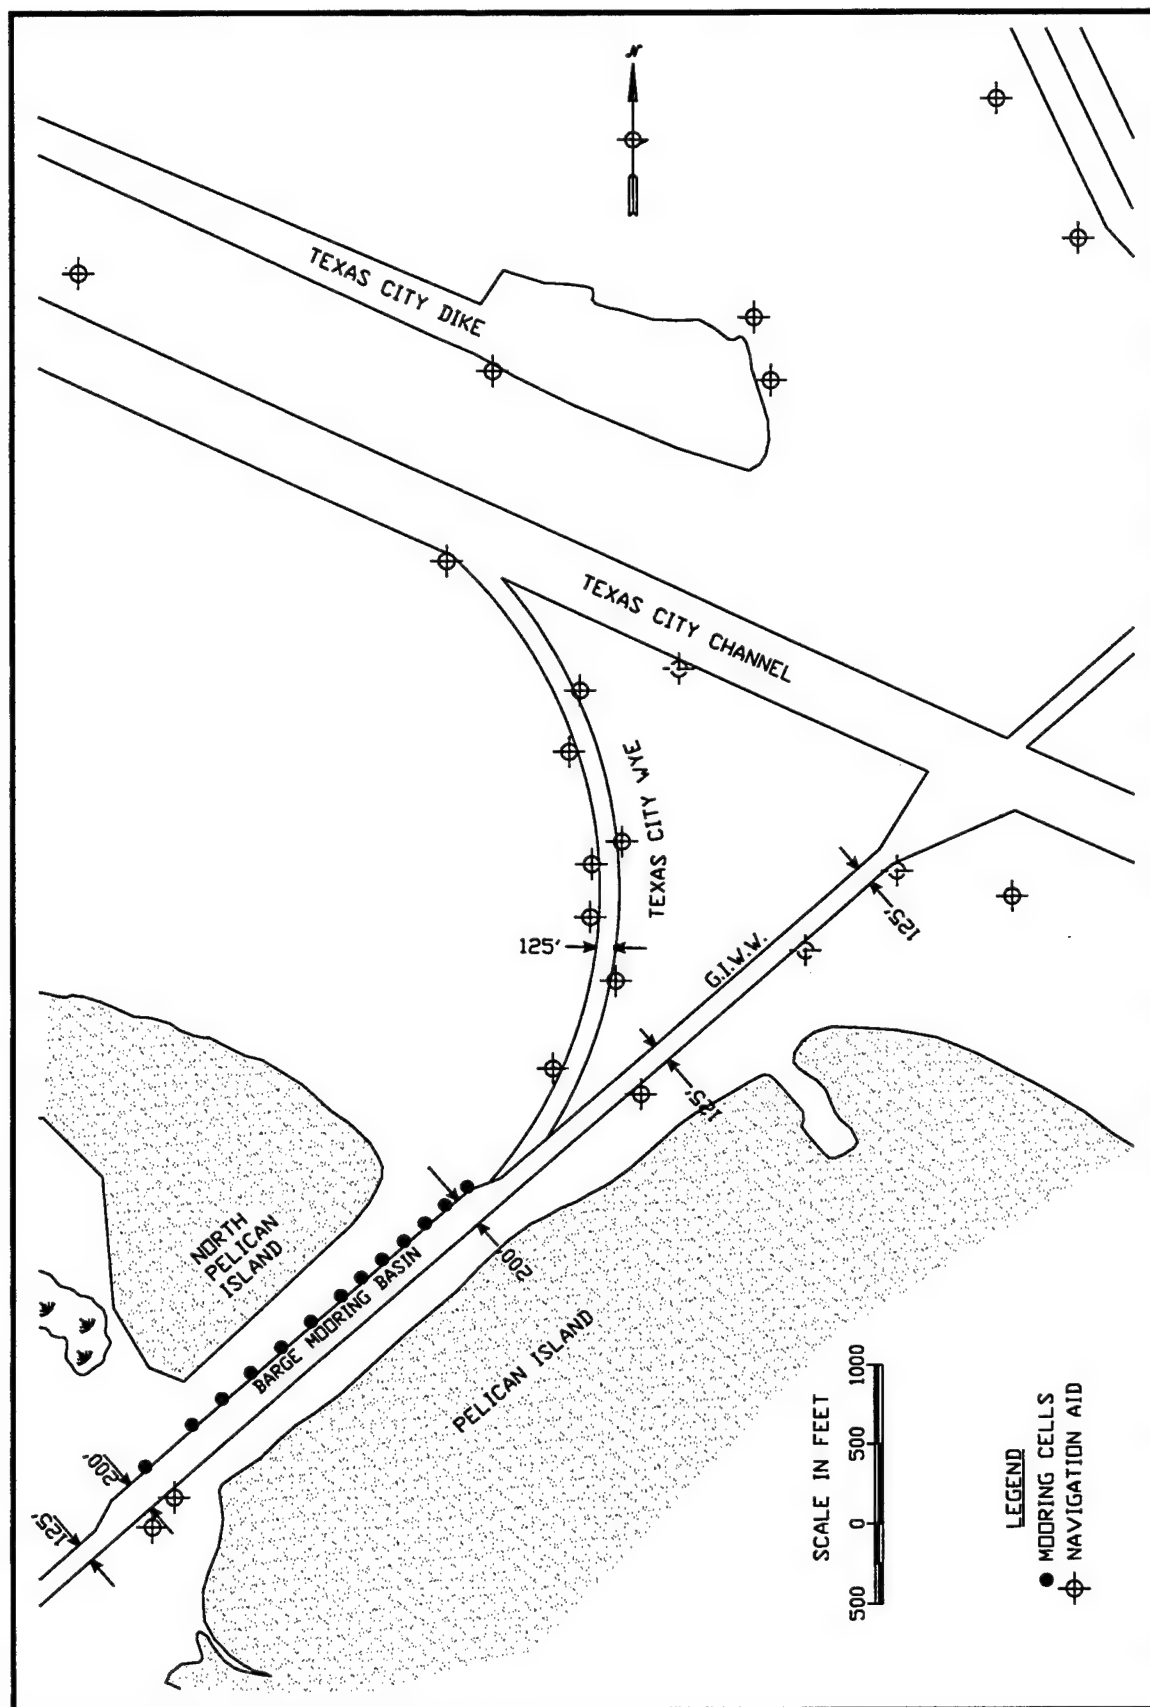 N
TEXAS CITY DIKE
TEXAS CITY CHANNEL
TEXAS CITY WYE
125'
G.I.W.W.
125'
125'
NORTH
PELICAN
ISLAND
BARGE MOORING BASIN
200'
PELICAN ISLAND
200'
125'
SCALE IN FEET
500 0 500 1000
LEGEND
MOORING CELLS
NAVIGATION AID